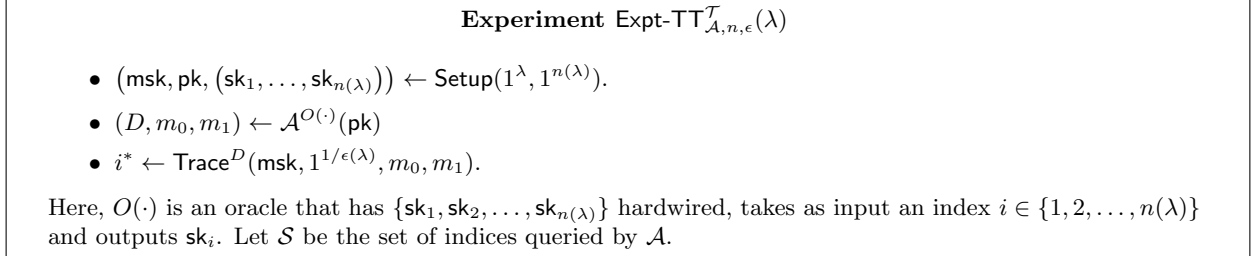 Experiment Expt-TT^𝒯_{𝒜,n,ϵ}(λ)
• (msk, pk, (sk_1, . . . , sk_{n(λ)})) ← Setup(1^λ, 1^{n(λ)}).
• (D, m_0, m_1) ← 𝒜^{O(·)}(pk)
• i^* ← Trace^D(msk, 1^{1/ϵ(λ)}, m_0, m_1).
Here, O(·) is an oracle that has {sk_1, sk_2, . . . , sk_{n(λ)}} hardwired, takes as input an index i ∈ {1, 2, . . . , n(λ)}
and outputs sk_i. Let 𝒮 be the set of indices queried by 𝒜.